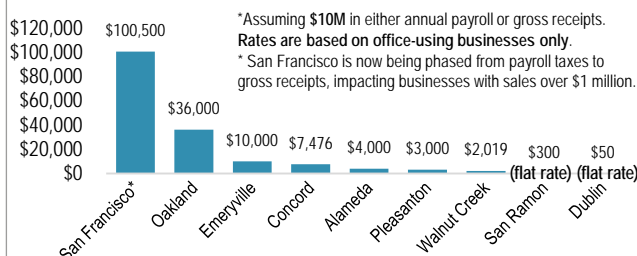 *Assuming $10M in either annual payroll or gross receipts.
Rates are based on office-using businesses only.
* San Francisco is now being phased from payroll taxes to
gross receipts, impacting businesses with sales over $1 million.
$120,000
$100,000
$80,000
$60,000
$40,000
$20,000
$0
$100,500
$36,000
$10,000
$7,476
$4,000
$3,000
$2,019
$300
(flat rate)
$50
(flat rate)
San Francisco*
Oakland
Emeryville
Concord
Alameda
Pleasanton
Walnut Creek
San Ramon
Dublin